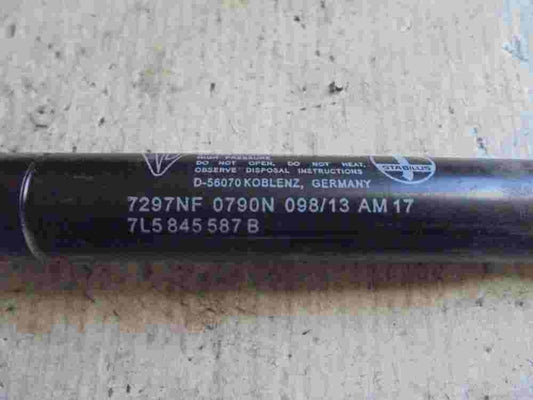 HIGH PRESSURE
DO NOT OPEN. DO NOT HEAT.
OBSERVE DISPOSAL INSTRUCTIONS
STABILUS
D-56070 KOBLENZ, GERMANY
7297NF 0790N 098/13 AM 17
7L5 845 587 B